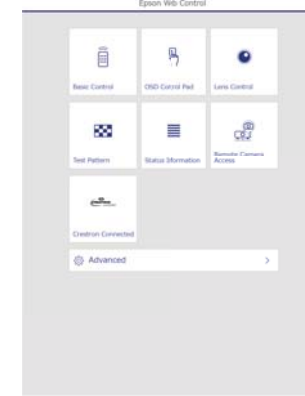 Epson Web Control
Basic Control
OSD Control Pad
Lens Control
Test Pattern
Status Information
Remote Camera
Access
Crestron Connected
Advanced